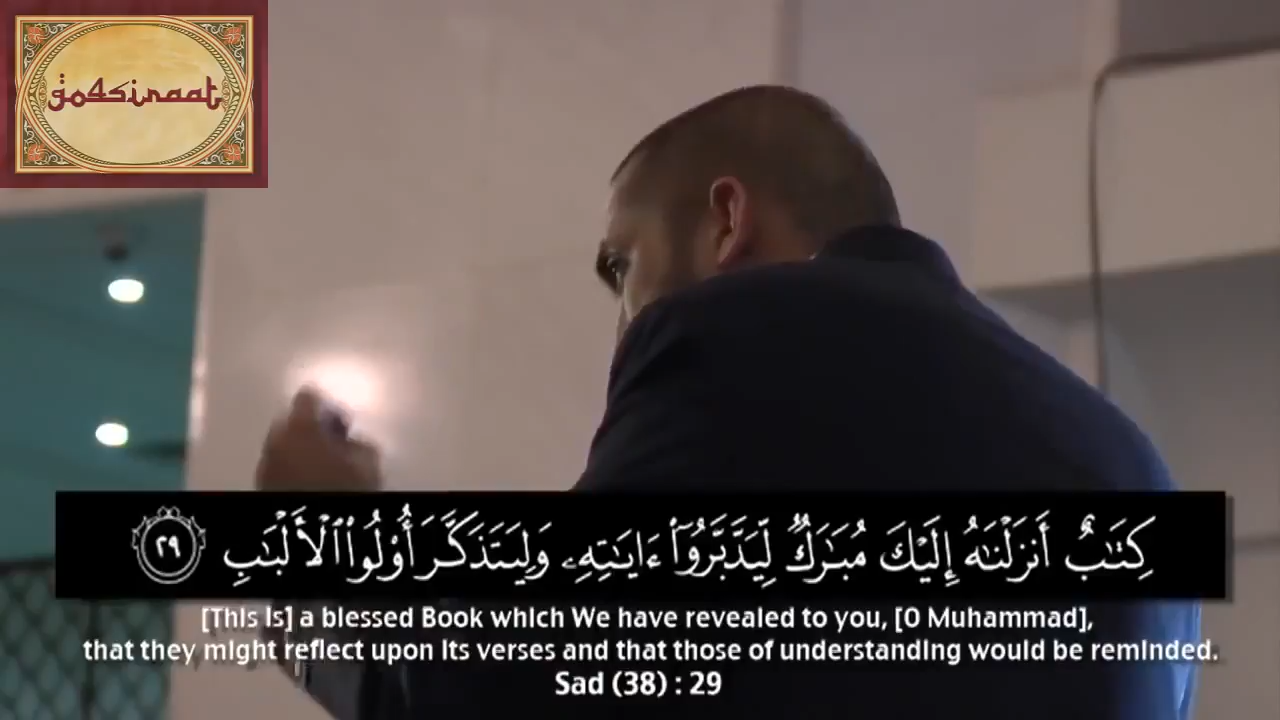 go4siraat
كِتَٰبٌ أَنزَلْنَٰهُ إِلَيْكَ مُبَٰرَكٌ لِّيَدَّبَّرُوٓا۟ ءَايَٰتِهِۦ وَلِيَتَذَكَّرَ أُو۟لُوا۟ ٱلْأَلْبَٰبِ ٢٩
[This is] a blessed Book which We have revealed to you, [O Muhammad],
that they might reflect upon its verses and that those of understanding would be reminded.
Sad (38) : 29